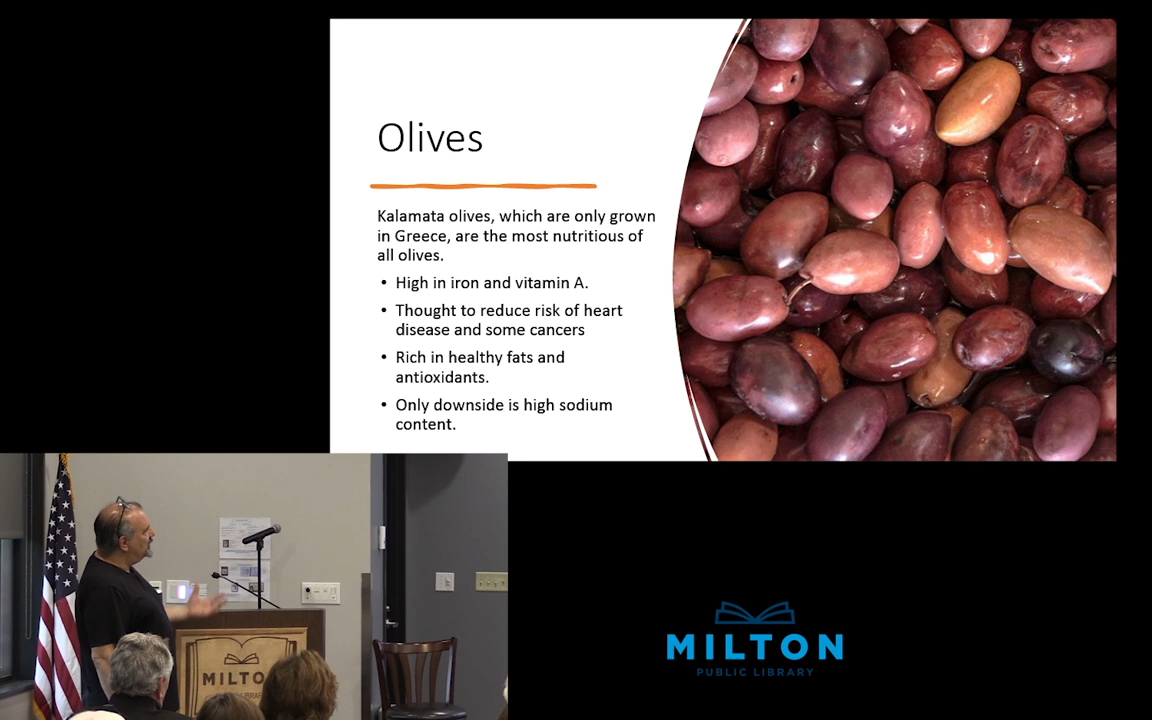 Olives
Kalamata olives, which are only grown
in Greece, are the most nutritious of
all olives.
• High in iron and vitamin A.
• Thought to reduce risk of heart
disease and some cancers
• Rich in healthy fats and
antioxidants.
• Only downside is high sodium
content.
MILTO
MILTON
PUBLIC LIBRARY